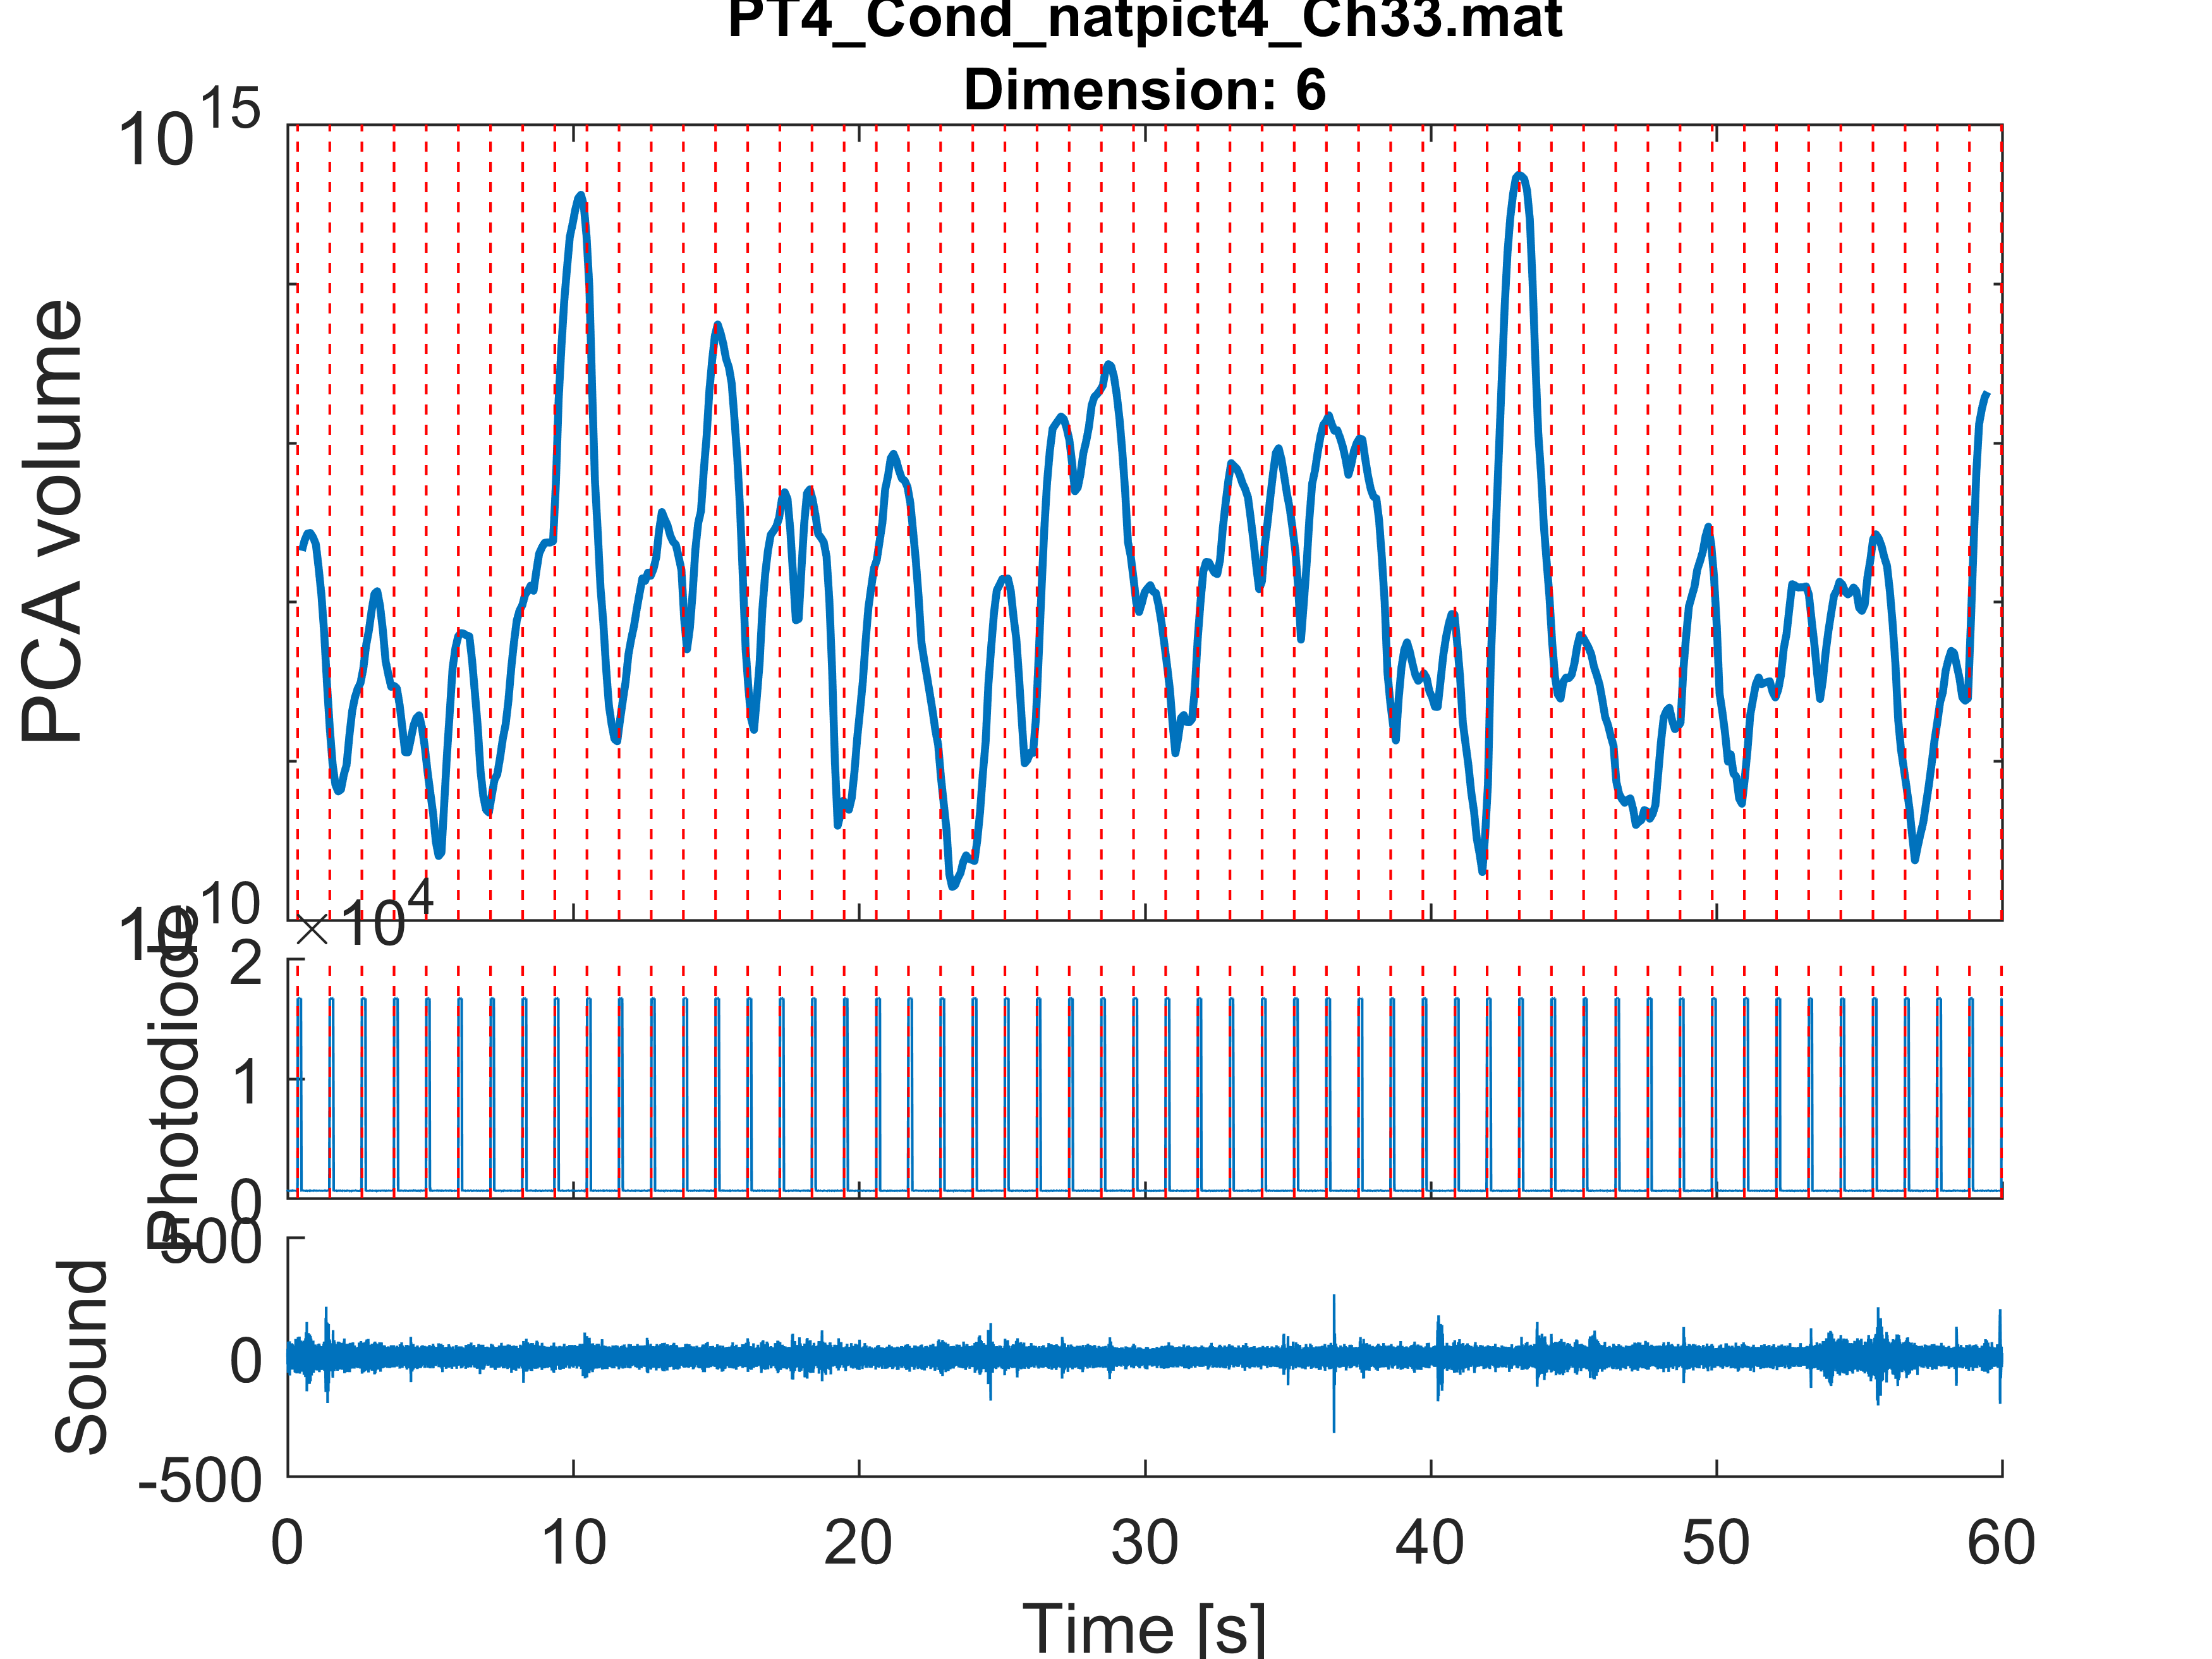 PT4_Cond_natpict4_Ch33.mat
Dimension: 6
10^15
PCA volume
10^10
×10^4
2
1
0
Photodiode
500
0
-500
Sound
0 10 20 30 40 50 60
Time [s]